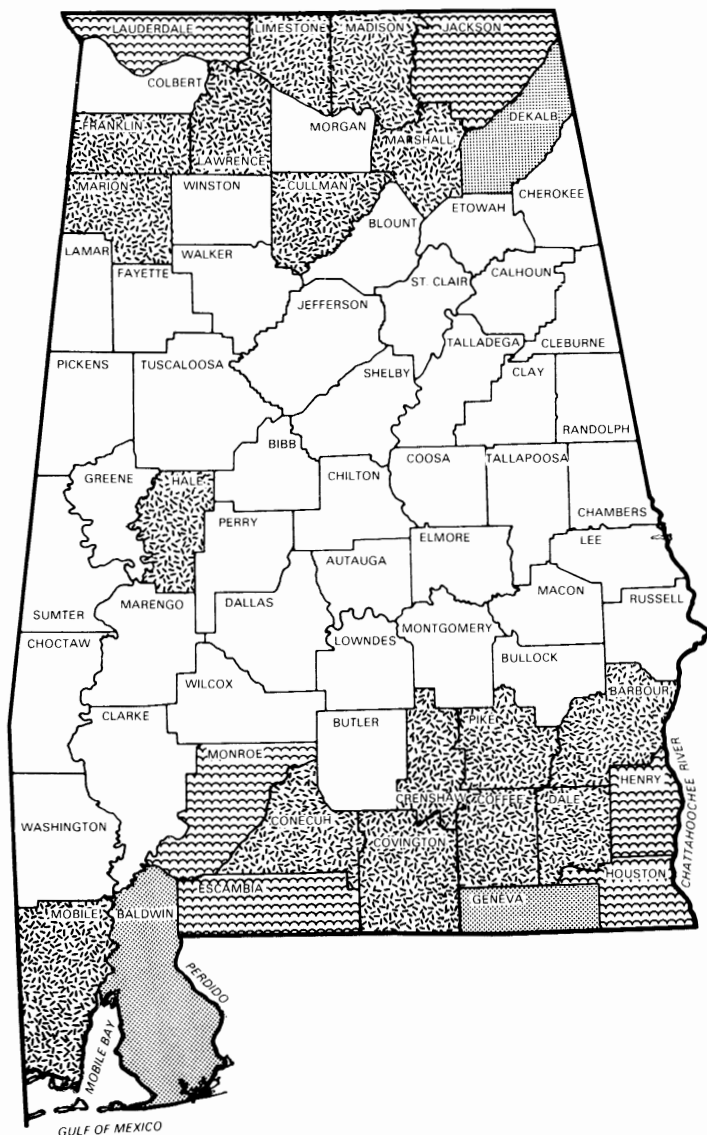 LAUDERDALE
LIMESTONE
MADISON
JACKSON
COLBERT
DEKALB
FRANKLIN
LAWRENCE
MORGAN
MARSHALL
MARION
WINSTON
CULLMAN
CHEROKEE
ETOWAH
BLOUNT
LAMAR
FAYETTE
WALKER
ST. CLAIR
CALHOUN
JEFFERSON
TALLADEGA
CLEBURNE
PICKENS
TUSCALOOSA
SHELBY
CLAY
RANDOLPH
BIBB
COOSA
TALLAPOOSA
GREENE
HALE
CHILTON
CHAMBERS
PERRY
ELMORE
LEE
AUTAUGA
MACON
SUMTER
MARENGO
DALLAS
RUSSELL
MONTGOMERY
CHOCTAW
LOWNDES
BULLOCK
WILCOX
BARBOUR
CLARKE
BUTLER
PIKE
MONROE
HENRY
CRENSHAW
COFFEE
DALE
CONECUH
WASHINGTON
COVINGTON
CHATTAHOOCHEE RIVER
HOUSTON
ESCAMBIA
GENEVA
MOBILE
BALDWIN
PERDIDO
MOBILE BAY
GULF OF MEXICO